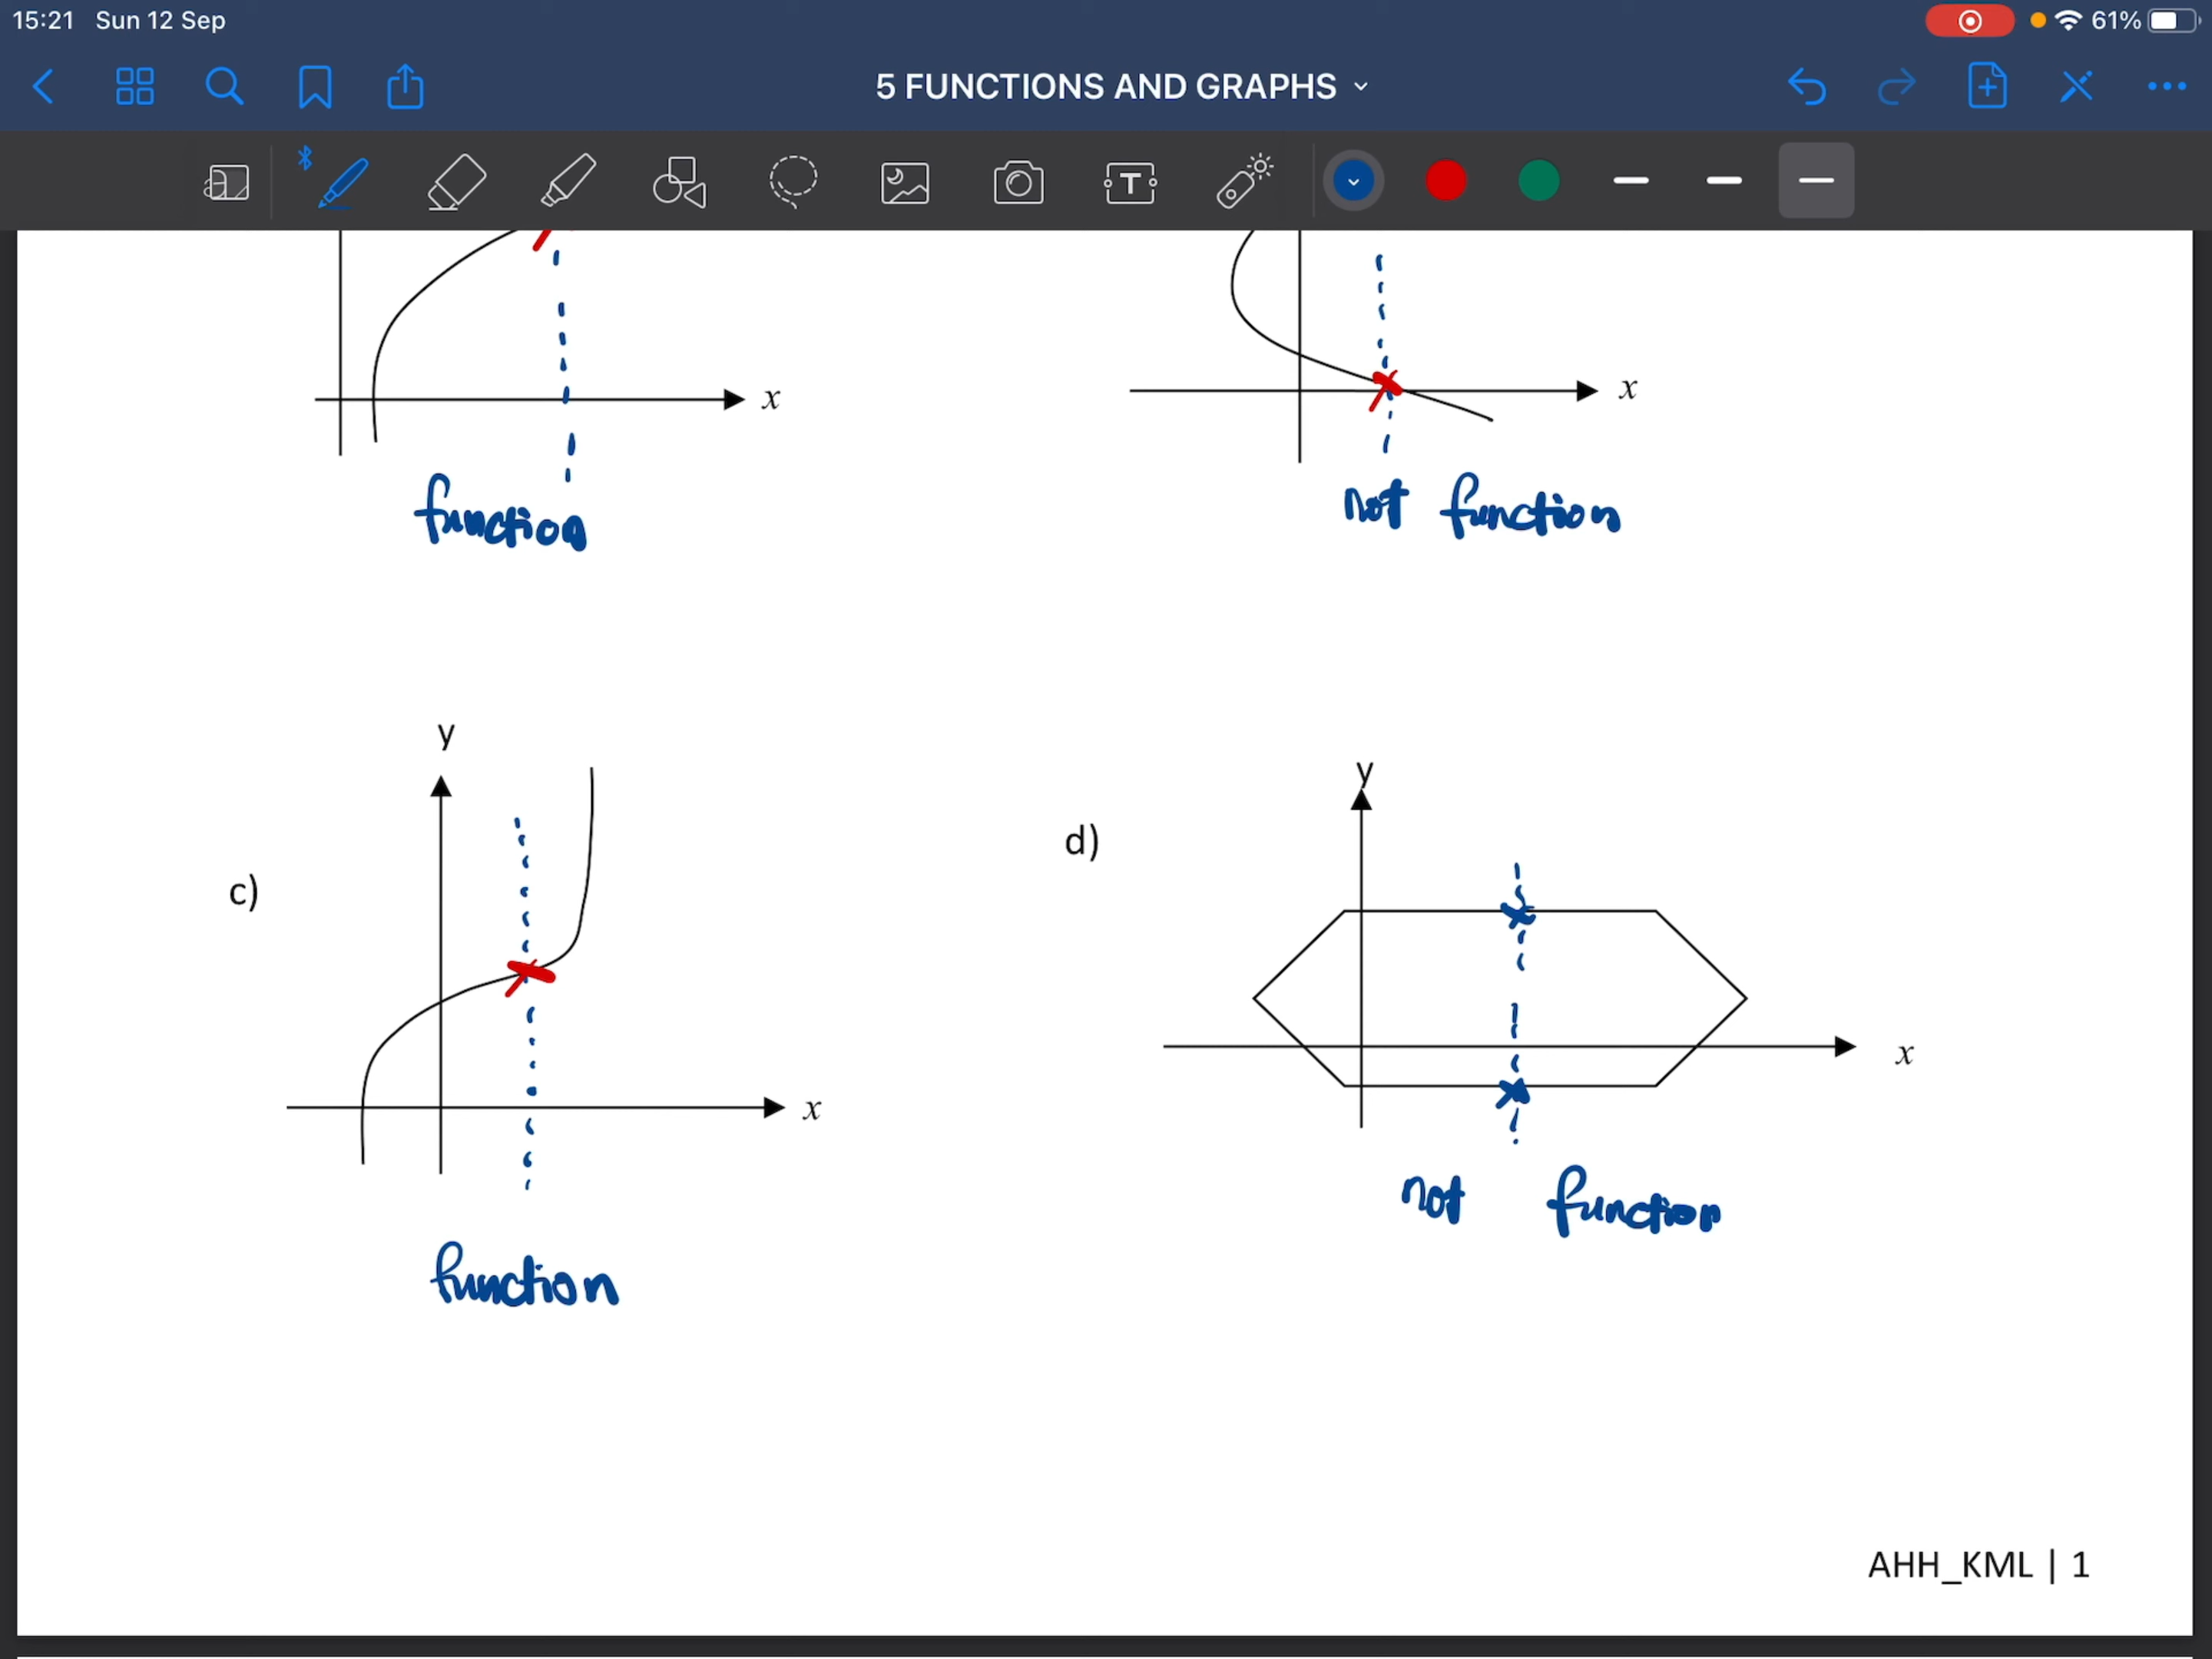 15:21 Sun 12 Sep
61%
5 FUNCTIONS AND GRAPHS
T
x
x
function
not function
y
y
d)
c)
x
x
not function
function
AHH_KML | 1